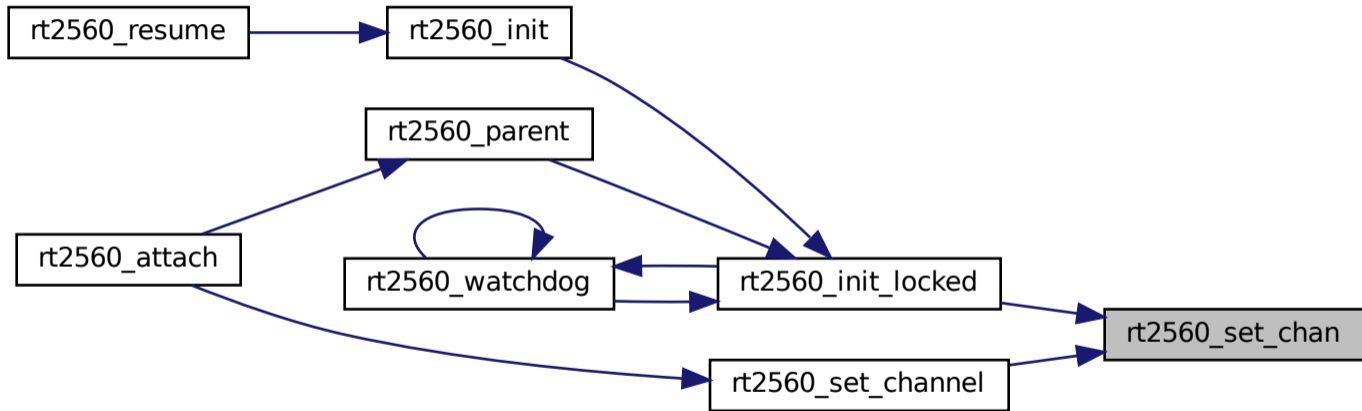 rt2560_resume
rt2560_init
rt2560_parent
rt2560_attach
rt2560_watchdog
rt2560_init_locked
rt2560_set_chan
rt2560_set_channel